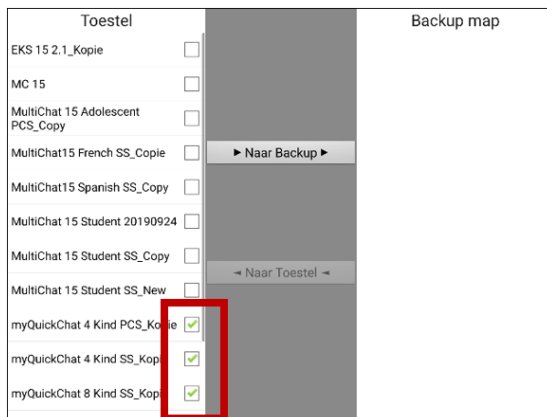 Toestel
Backup map
EKS 15 2.1_Kopie
MC 15
MultiChat 15 Adolescent
PCS_Copy
MultiChat15 French SS_Copie
► Naar Backup ►
MultiChat15 Spanish SS_Copy
MultiChat 15 Student 20190924
MultiChat 15 Student SS_Copy
◄ Naar Toestel ◄
MultiChat 15 Student SS_New
myQuickChat 4 Kind PCS_Kopie
myQuickChat 4 Kind SS_Kopi
myQuickChat 8 Kind SS_Kopi